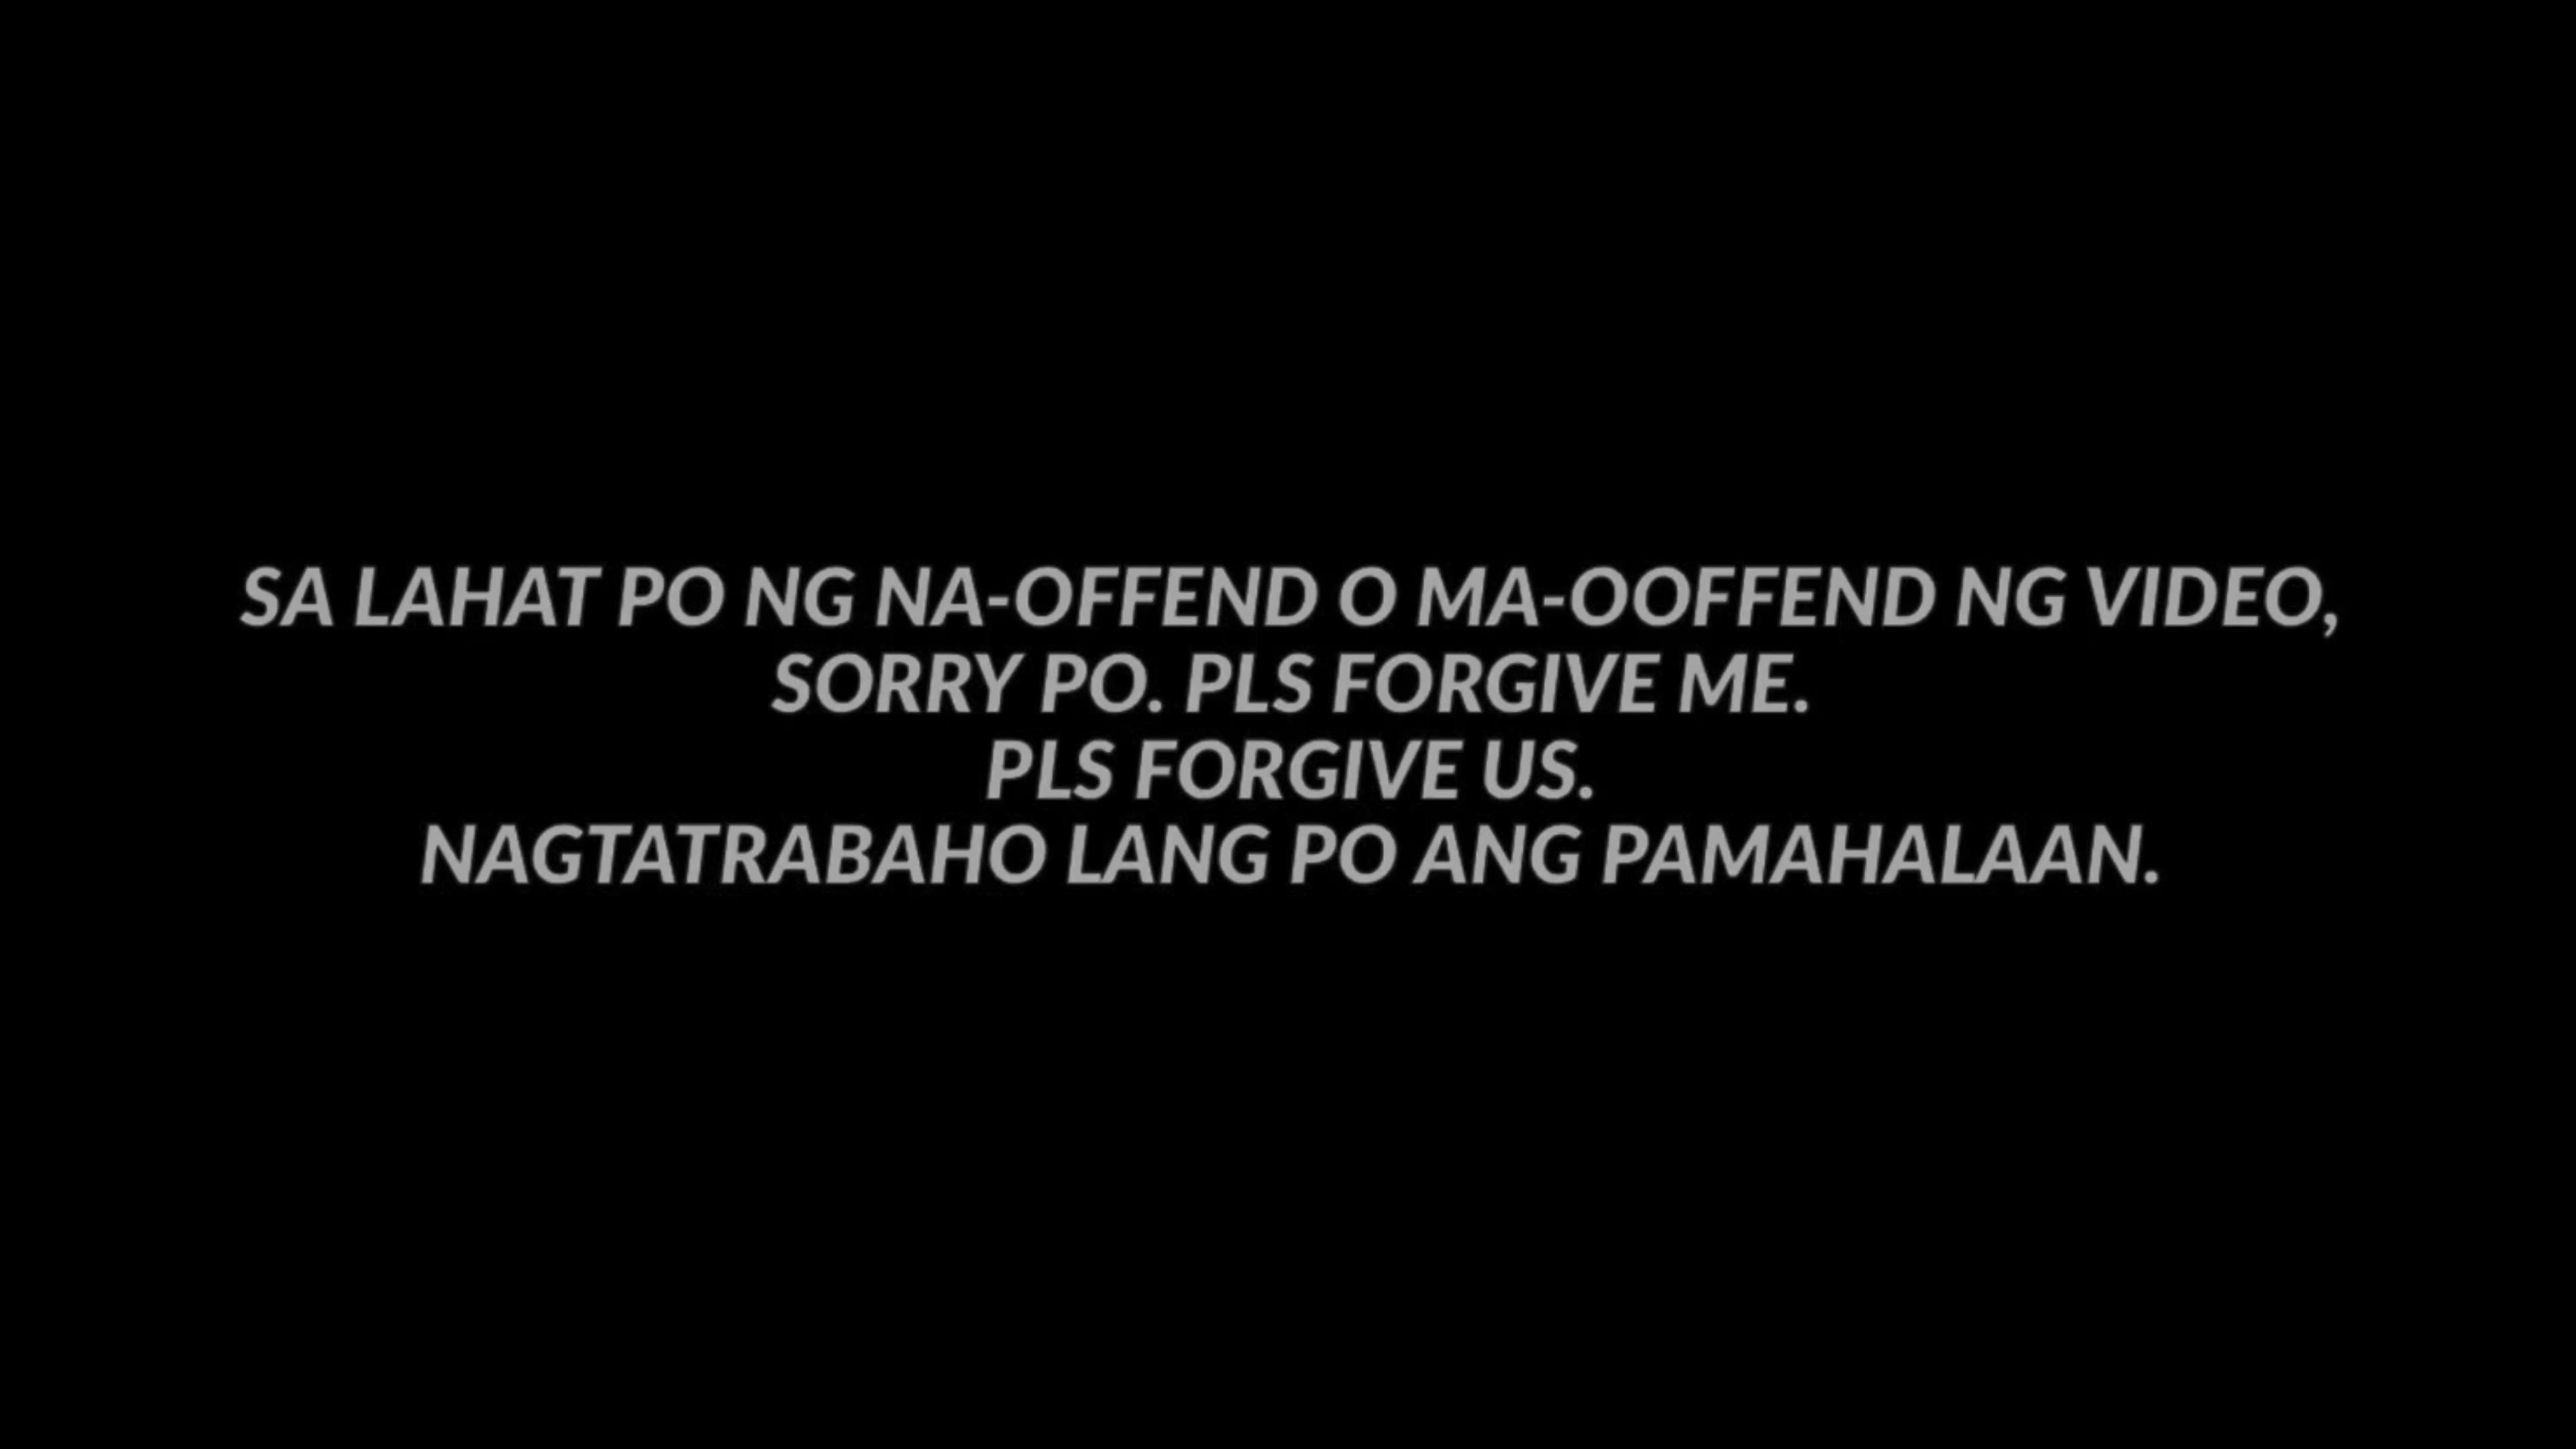 SA LAHAT PO NG NA-OFFEND O MA-OOFFEND NG VIDEO,
SORRY PO. PLS FORGIVE ME.
PLS FORGIVE US.
NAGTATRABAHO LANG PO ANG PAMAHALAAN.